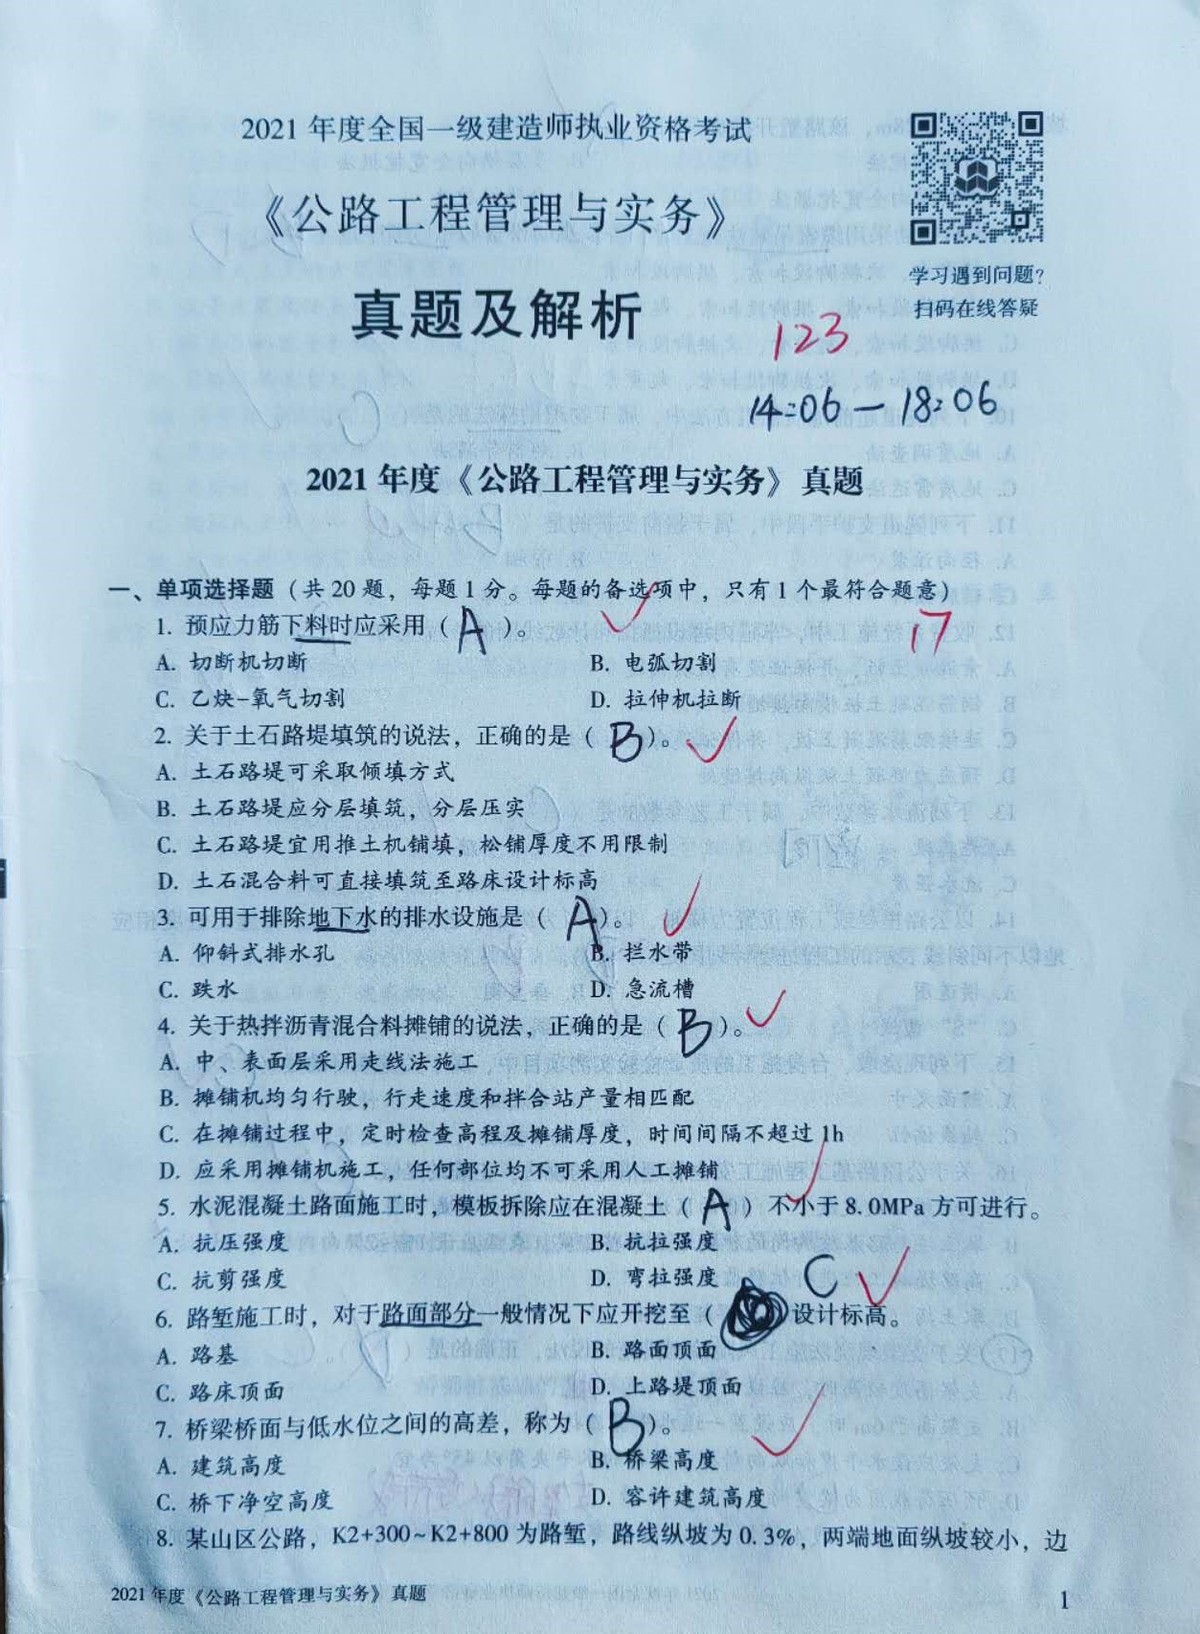 2021年度全国一级建造师执业资格考试
《公路工程管理与实务》
真题及解析
学习遇到问题?
扫码在线答疑
123
14:06—18:06
2021年度《公路工程管理与实务》真题
一、单项选择题（共20题，每题1分。每题的备选项中，只有1个最符合题意）
17
1. 预应力筋下料时应采用（ A ）。
A. 切断机切断 B. 电弧切割
C. 乙炔-氧气切割 D. 拉伸机拉断
2. 关于土石路堤填筑的说法，正确的是（ B ）。
A. 土石路堤可采取倾填方式
B. 土石路堤应分层填筑，分层压实
C. 土石路堤宜用推土机铺填，松铺厚度不用限制
D. 土石混合料可直接填筑至路床设计标高
3. 可用于排除地下水的排水设施是（ A ）。
A. 仰斜式排水孔 B. 拦水带
C. 跌水 D. 急流槽
4. 关于热拌沥青混合料摊铺的说法，正确的是（ B ）。
A. 中、表面层采用走线法施工
B. 摊铺机均匀行驶，行走速度和拌合站产量相匹配
C. 在摊铺过程中，定时检查高程及摊铺厚度，时间间隔不超过1h
D. 应采用摊铺机施工，任何部位均不可采用人工摊铺
5. 水泥混凝土路面施工时，模板拆除应在混凝土（ A ）不小于8.0MPa方可进行。
A. 抗压强度 B. 抗拉强度
C. 抗剪强度 D. 弯拉强度
C
6. 路堑施工时，对于路面部分一般情况下应开挖至（ ）设计标高。
A. 路基 B. 路面顶面
C. 路床顶面 D. 上路堤顶面
7. 桥梁桥面与低水位之间的高差，称为（ B ）。
A. 建筑高度 B. 桥梁高度
C. 桥下净空高度 D. 容许建筑高度
8. 某山区公路，K2+300~K2+800为路堑，路线纵坡为0.3%，两端地面纵坡较小，边
2021年度《公路工程管理与实务》真题 1